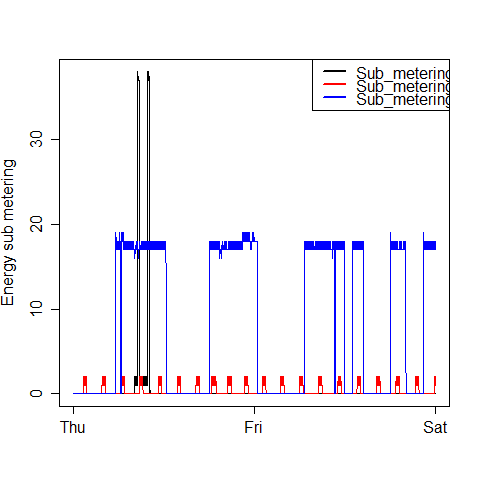 Sub_metering
Sub_metering
Sub_metering
Energy sub metering
30
20
10
0
Thu Fri Sat